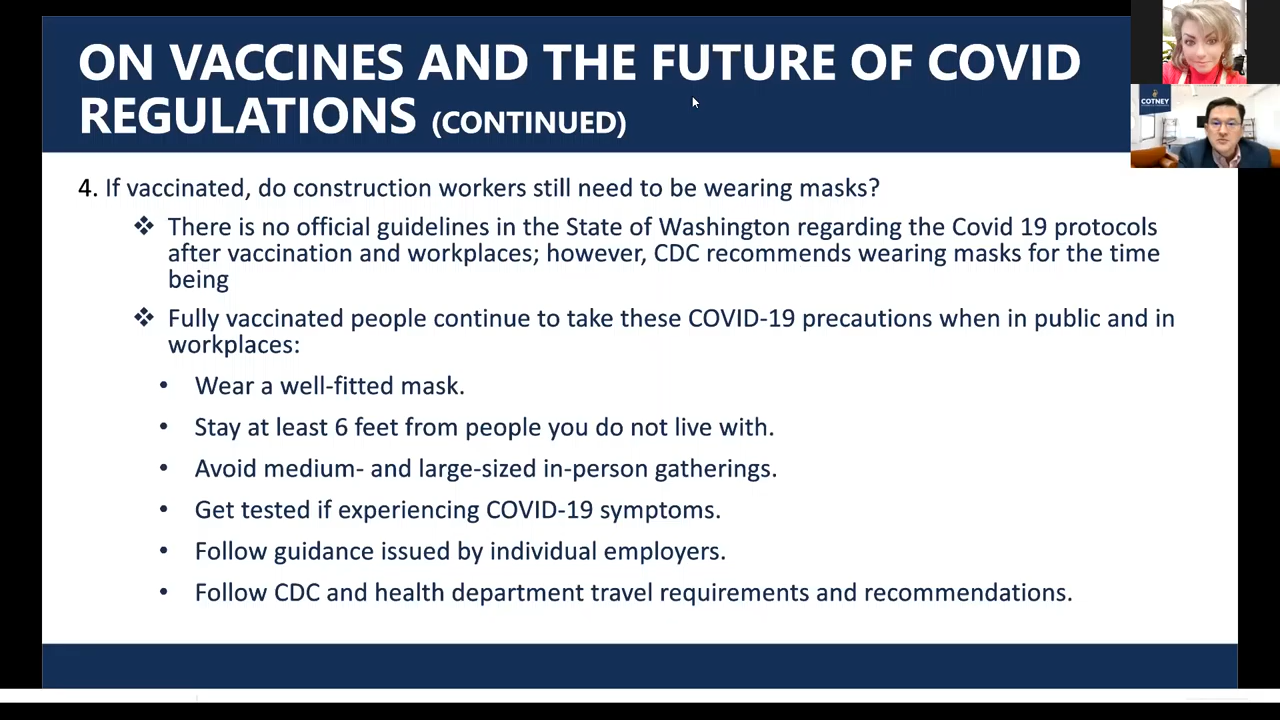 ON VACCINES AND THE FUTURE OF COVID
REGULATIONS (CONTINUED)
COTNEY
4. If vaccinated, do construction workers still need to be wearing masks?
❖ There is no official guidelines in the State of Washington regarding the Covid 19 protocols
after vaccination and workplaces; however, CDC recommends wearing masks for the time
being
❖ Fully vaccinated people continue to take these COVID-19 precautions when in public and in
workplaces:
• Wear a well-fitted mask.
• Stay at least 6 feet from people you do not live with.
• Avoid medium- and large-sized in-person gatherings.
• Get tested if experiencing COVID-19 symptoms.
• Follow guidance issued by individual employers.
• Follow CDC and health department travel requirements and recommendations.